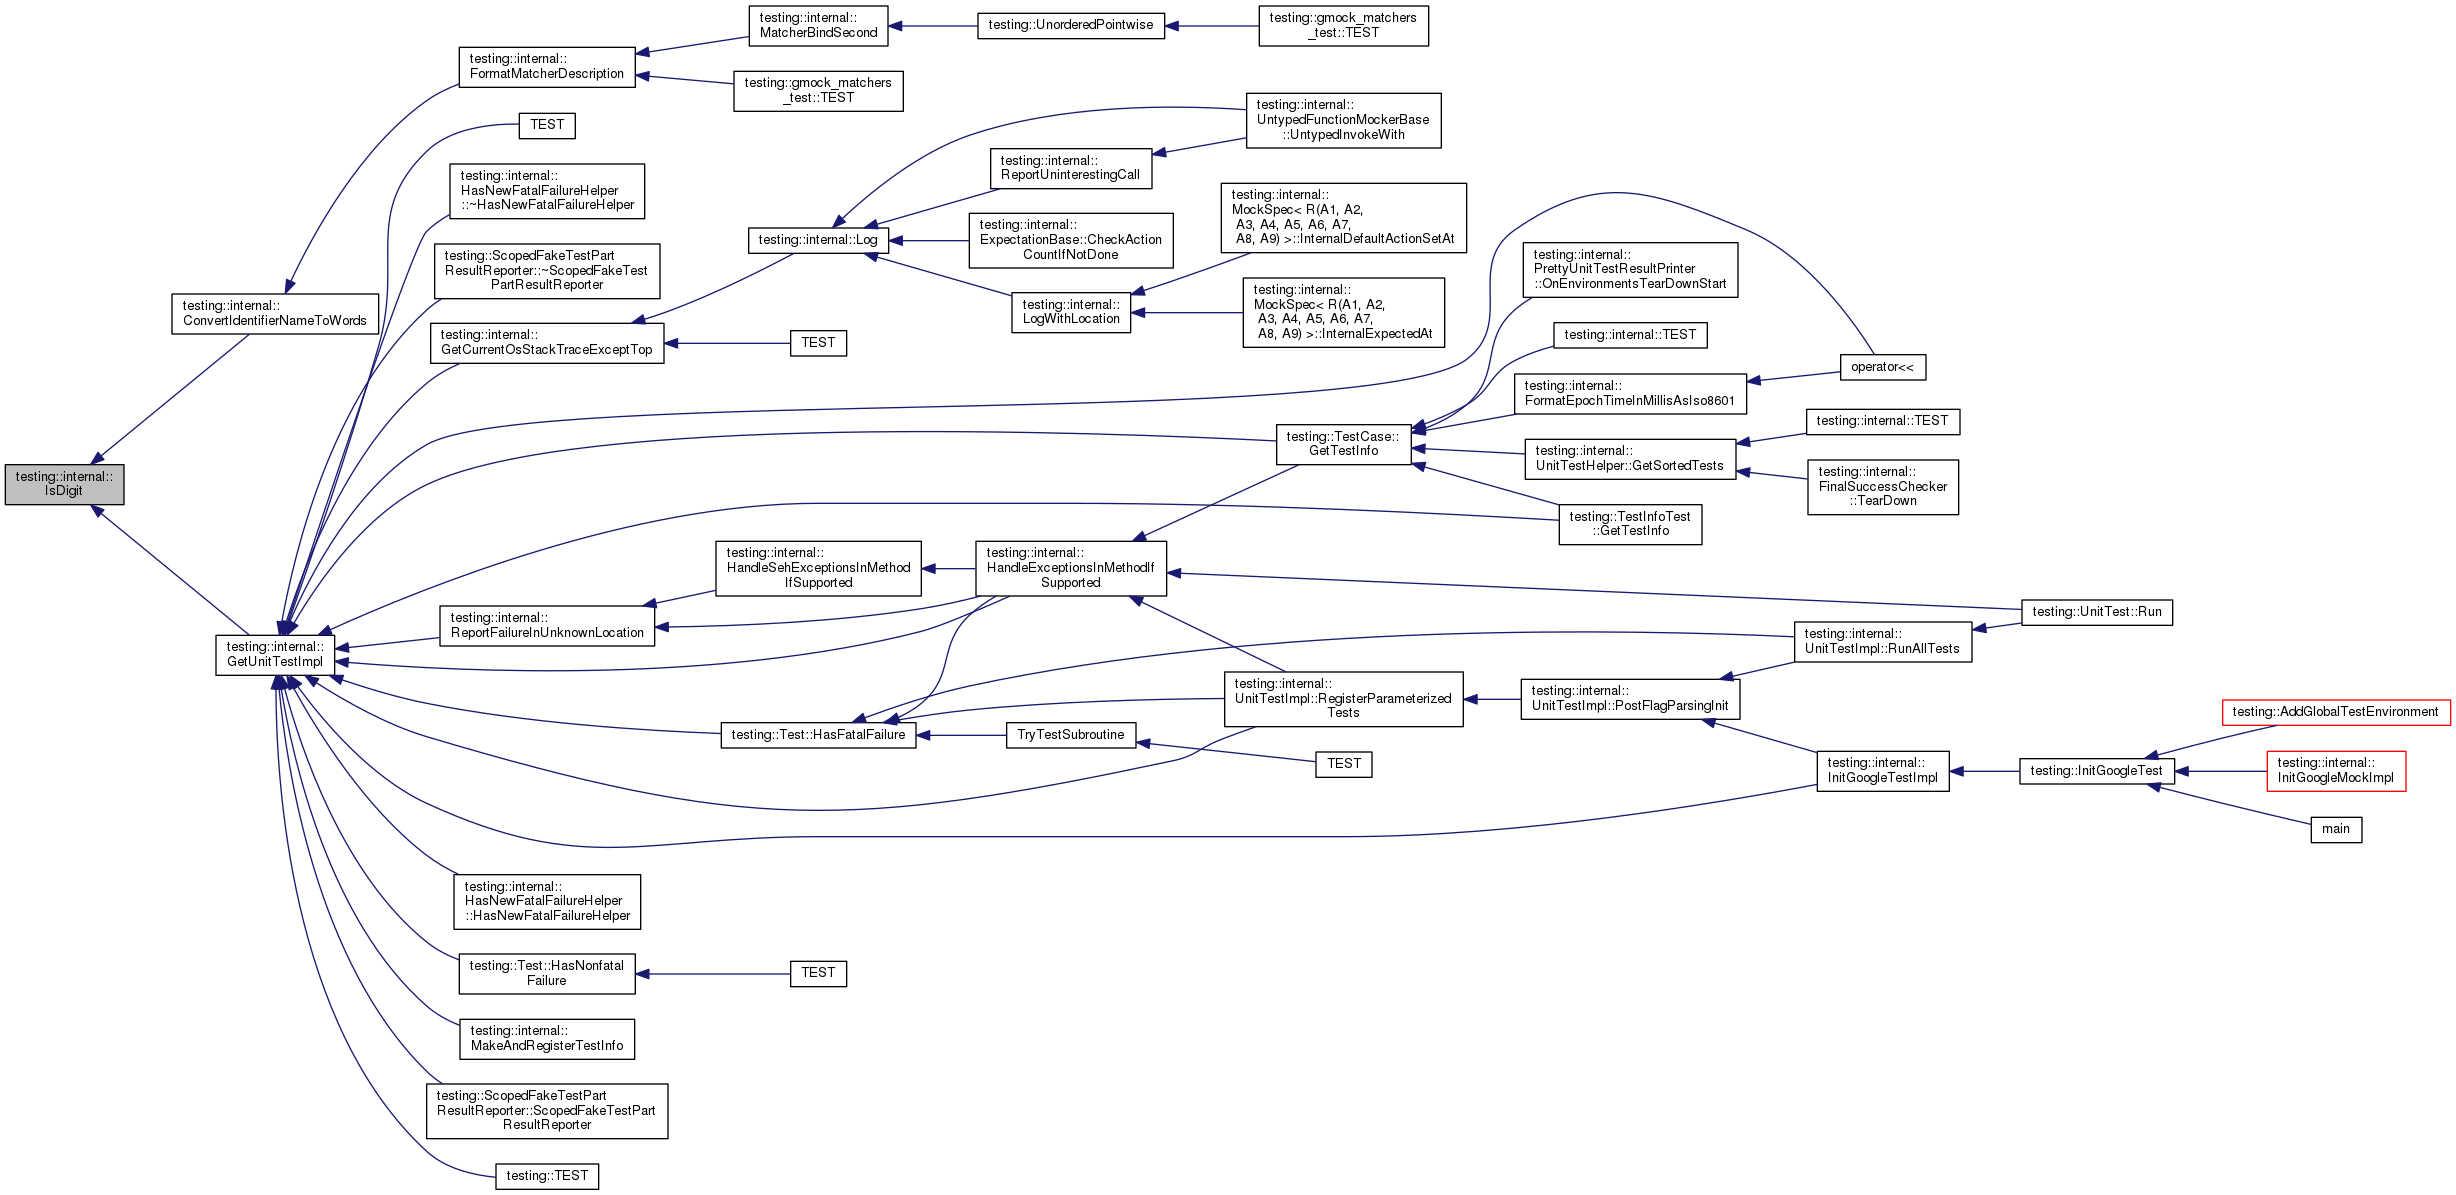 testing::internal::
IsDigit
testing::internal::
ConvertIdentifierNameToWords
testing::internal::
GetUnitTestImpl
testing::internal::
FormatMatcherDescription
TEST
testing::internal::
HasNewFatalFailureHelper
::~HasNewFatalFailureHelper
testing::ScopedFakeTestPart
ResultReporter::~ScopedFakeTest
PartResultReporter
testing::internal::
GetCurrentOsStackTraceExceptTop
testing::internal::
ReportFailureInUnknownLocation
testing::internal::
HasNewFatalFailureHelper
::HasNewFatalFailureHelper
testing::Test::HasNonfatal
Failure
testing::internal::
MakeAndRegisterTestInfo
testing::ScopedFakeTestPart
ResultReporter::ScopedFakeTestPart
ResultReporter
testing::TEST
testing::internal::
MatcherBindSecond
testing::gmock_matchers
_test::TEST
testing::internal::Log
TEST
testing::internal::
HandleSehExceptionsInMethod
IfSupported
testing::Test::HasFatalFailure
TEST
testing::UnorderedPointwise
testing::internal::
ReportUninterestingCall
testing::internal::
ExpectationBase::CheckAction
CountIfNotDone
testing::internal::
LogWithLocation
testing::internal::
HandleExceptionsInMethodIf
Supported
TryTestSubroutine
testing::gmock_matchers
_test::TEST
testing::internal::
UntypedFunctionMockerBase
::UntypedInvokeWith
testing::internal::
MockSpec< R(A1, A2,
A3, A4, A5, A6, A7,
A8, A9) >::InternalDefaultActionSetAt
testing::internal::
MockSpec< R(A1, A2,
A3, A4, A5, A6, A7,
A8, A9) >::InternalExpectedAt
testing::TestCase::
GetTestInfo
testing::internal::
UnitTestImpl::RegisterParameterized
Tests
TEST
testing::internal::
PrettyUnitTestResultPrinter
::OnEnvironmentsTearDownStart
testing::internal::TEST
testing::internal::
FormatEpochTimeInMillisAsIso8601
testing::internal::
UnitTestHelper::GetSortedTests
testing::TestInfoTest
::GetTestInfo
testing::internal::
UnitTestImpl::PostFlagParsingInit
operator<<
testing::internal::TEST
testing::internal::
FinalSuccessChecker
::TearDown
testing::internal::
UnitTestImpl::RunAllTests
testing::internal::
InitGoogleTestImpl
testing::UnitTest::Run
testing::InitGoogleTest
testing::AddGlobalTestEnvironment
testing::internal::
InitGoogleMockImpl
main